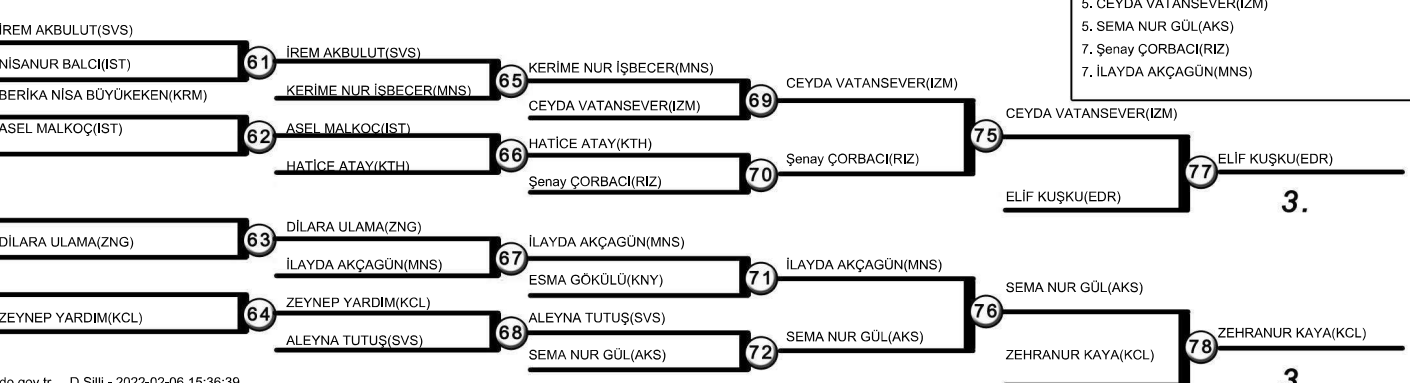 5. CEYDA VATANSEVER(IZM)
5. SEMA NUR GÜL(AKS)
7. Şenay ÇORBACI(RIZ)
7. İLAYDA AKÇAGÜN(MNS)
İREM AKBULUT(SVS)
NİSANUR BALCI(IST)
61
BERİKA NİSA BÜYÜKEKEN(KRM)
ASEL MALKOÇ(IST)
62
DİLARA ULAMA(ZNG)
63
ZEYNEP YARDIM(KCL)
64
İREM AKBULUT(SVS)
KERİME NUR İŞBECER(MNS)
65
ASEL MALKOÇ(IST)
HATİCE ATAY(KTH)
66
DİLARA ULAMA(ZNG)
İLAYDA AKÇAGÜN(MNS)
67
ZEYNEP YARDIM(KCL)
ALEYNA TUTUŞ(SVS)
68
KERİME NUR İŞBECER(MNS)
CEYDA VATANSEVER(IZM)
69
HATİCE ATAY(KTH)
Şenay ÇORBACI(RIZ)
70
İLAYDA AKÇAGÜN(MNS)
ESMA GÖKÜLÜ(KNY)
71
ALEYNA TUTUŞ(SVS)
SEMA NUR GÜL(AKS)
72
CEYDA VATANSEVER(IZM)
Şenay ÇORBACI(RIZ)
75
İLAYDA AKÇAGÜN(MNS)
SEMA NUR GÜL(AKS)
76
CEYDA VATANSEVER(IZM)
ELİF KUŞKU(EDR)
77
SEMA NUR GÜL(AKS)
ZEHRANUR KAYA(KCL)
78
ELİF KUŞKU(EDR)
3.
ZEHRANUR KAYA(KCL)
3
do.gov.tr D.Silli - 2022-02-06 15:36:39